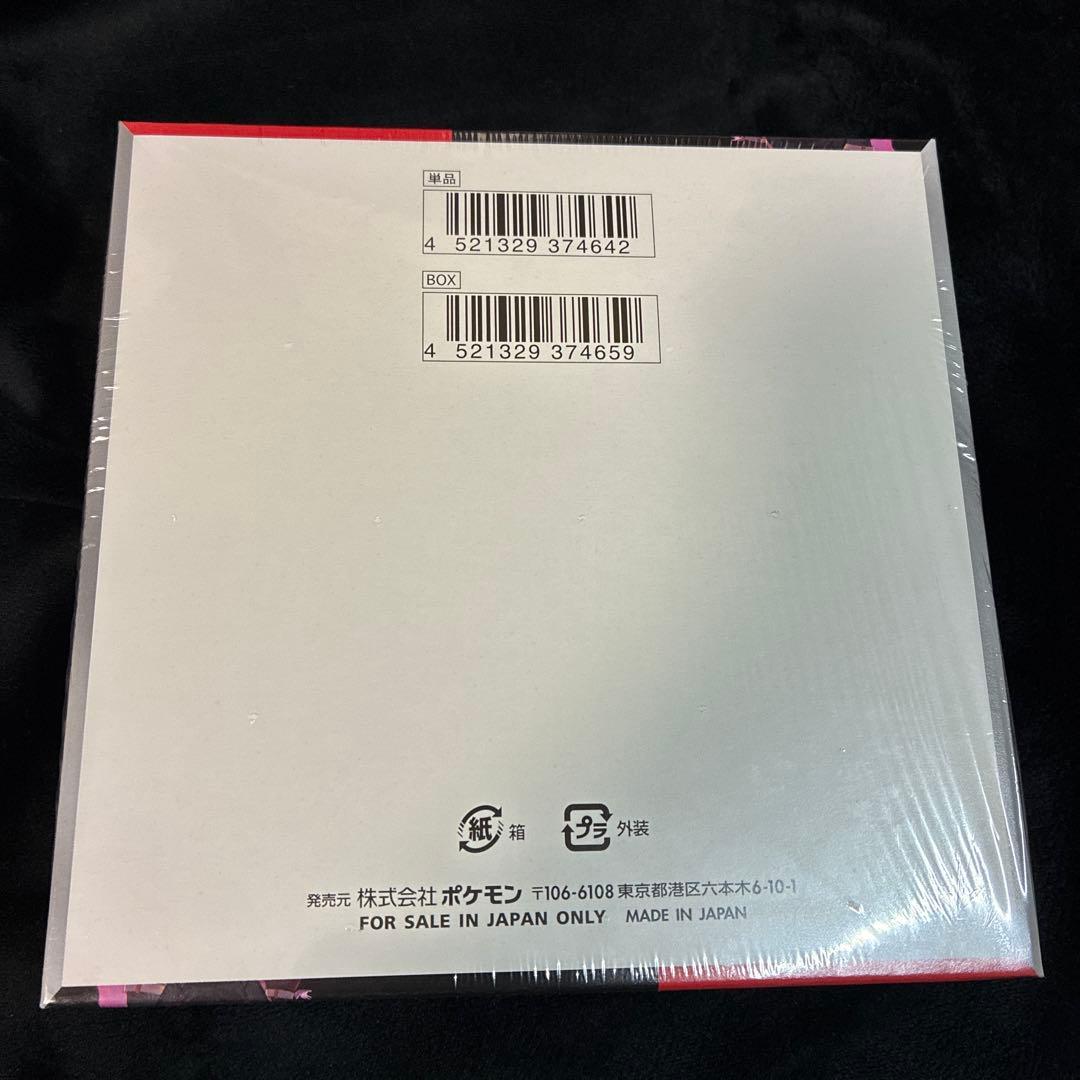 単品
4 521329 374642
BOX
4 521329 374659
紙 箱 プラ 外装
発売元 株式会社 ポケモン 〒106-6108 東京都港区六本木6-10-1
FOR SALE IN JAPAN ONLY MADE IN JAPAN